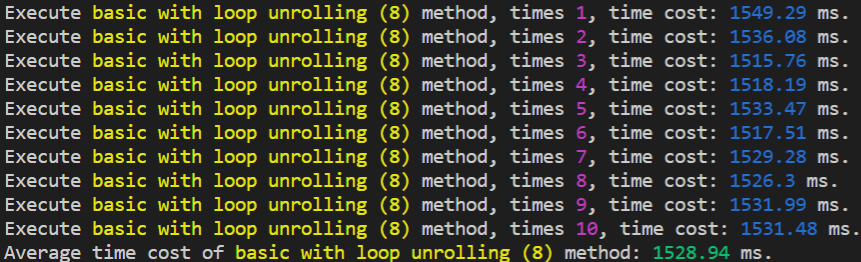 Execute basic with loop unrolling (8) method, times 1, time cost: 1549.29 ms.
Execute basic with loop unrolling (8) method, times 2, time cost: 1536.08 ms.
Execute basic with loop unrolling (8) method, times 3, time cost: 1515.76 ms.
Execute basic with loop unrolling (8) method, times 4, time cost: 1518.19 ms.
Execute basic with loop unrolling (8) method, times 5, time cost: 1533.47 ms.
Execute basic with loop unrolling (8) method, times 6, time cost: 1517.51 ms.
Execute basic with loop unrolling (8) method, times 7, time cost: 1529.28 ms.
Execute basic with loop unrolling (8) method, times 8, time cost: 1526.3 ms.
Execute basic with loop unrolling (8) method, times 9, time cost: 1531.99 ms.
Execute basic with loop unrolling (8) method, times 10, time cost: 1531.48 ms.
Average time cost of basic with loop unrolling (8) method: 1528.94 ms.